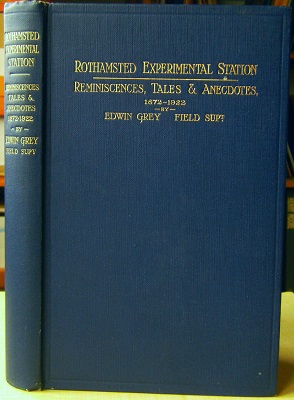 ROTHAMSTED
EXPERIMENTAL
STATION
REMINISCENCES,
TALES &
ANECDOTES
1872-1922
—BY—
EDWIN GREY
FIELD SUPT
ROTHAMSTED EXPERIMENTAL STATION
REMINISCENCES, TALES & ANECDOTES,
1872-1922
—BY—
EDWIN GREY FIELD SUPT